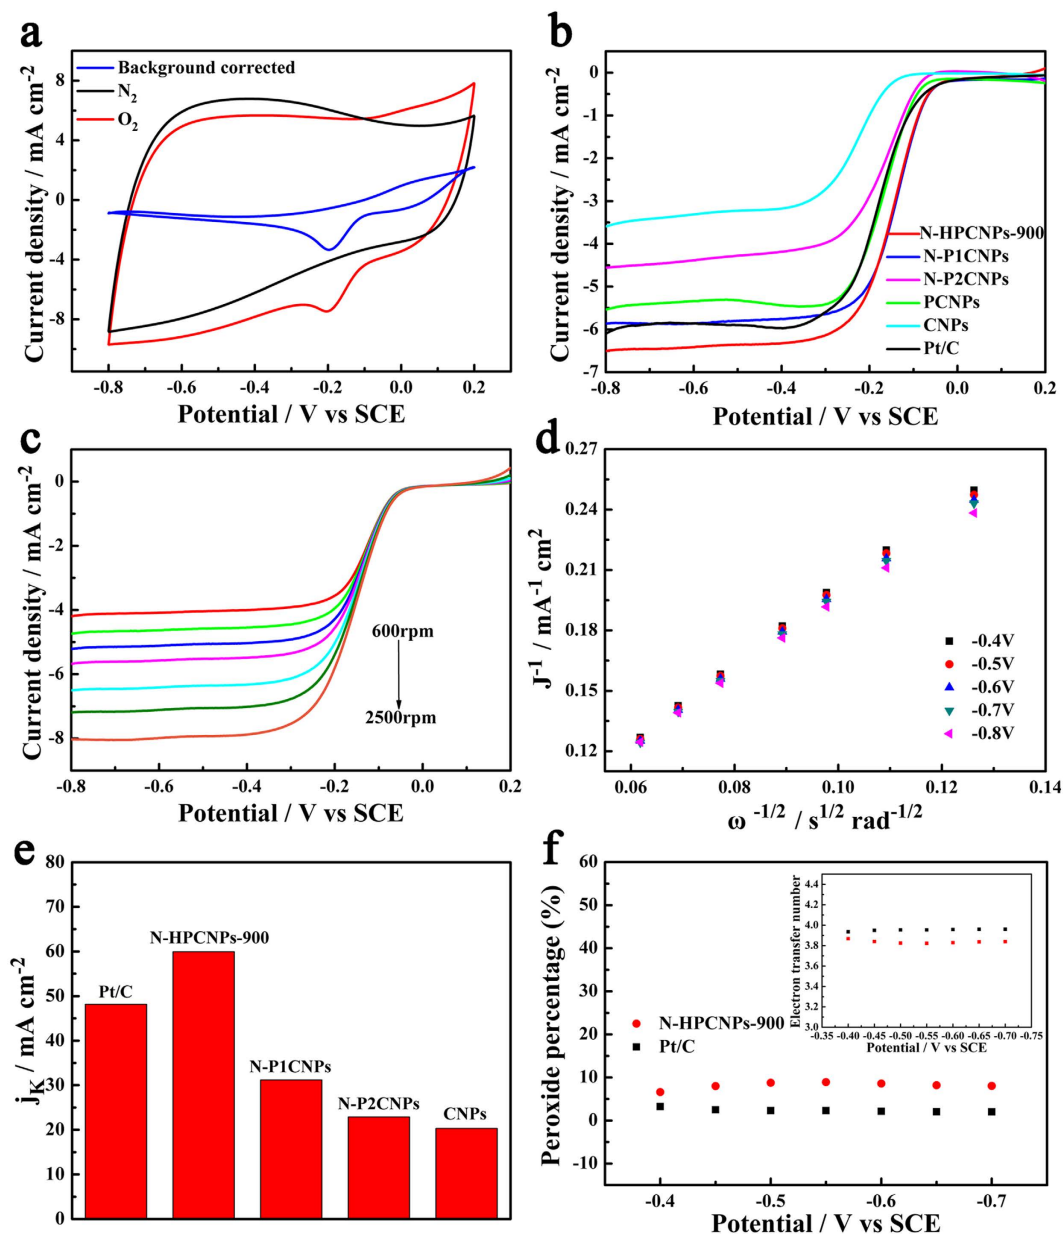 a
Current density / mA cm-2
8
4
0
-4
-8
Background corrected
N2
O2
-0.8 -0.6 -0.4 -0.2 0.0 0.2
Potential / V vs SCE
b
Current density / mA cm-2
0
-1
-2
-3
-4
-5
-6
-7
N-HPCNPs-900
N-P1CNPs
N-P2CNPs
PCNPs
CNPs
Pt/C
-0.8 -0.6 -0.4 -0.2 0.0 0.2
Potential / V vs SCE
c
Current density / mA cm-2
0
-2
-4
-6
-8
600rpm
2500rpm
-0.8 -0.6 -0.4 -0.2 0.0 0.2
Potential / V vs SCE
d
J-1 / mA-1 cm2
0.27
0.24
0.21
0.18
0.15
0.12
-0.4V
-0.5V
-0.6V
-0.7V
-0.8V
0.06 0.08 0.10 0.12 0.14
ω -1/2 / s1/2 rad-1/2
e
jK / mA cm-2
80
70
60
50
40
30
20
10
0
Pt/C
N-HPCNPs-900
N-P1CNPs
N-P2CNPs
CNPs
f
Peroxide percentage (%)
60
50
40
30
20
10
0
-10
N-HPCNPs-900
Pt/C
-0.4 -0.5 -0.6 -0.7
Potential / V vs SCE
Electron transfer number
4.4
4.2
4.0
3.8
3.6
3.4
3.2
3.0
-0.35 -0.40 -0.45 -0.50 -0.55 -0.60 -0.65 -0.70 -0.75
Potential / V vs SCE